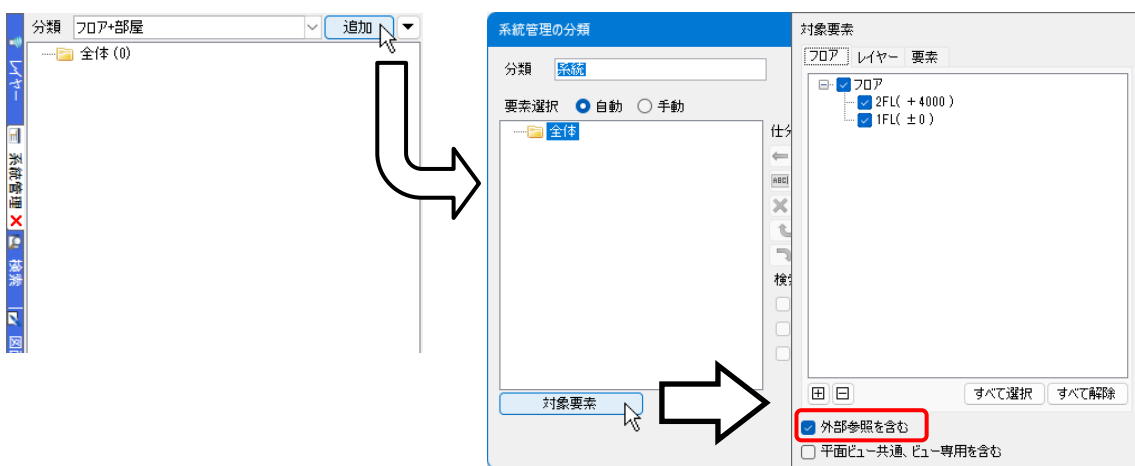 分類 フロア+部屋 追加
全体 (0)
レイヤー
系統管理
検索
系統管理の分類
分類 系統
要素選択 自動 手動
全体
ABC
対象要素
対象要素
フロア レイヤー 要素
フロア
2FL( +4000 )
1FL( ±0 )
すべて選択 すべて解除
外部参照を含む
平面ビュー共通、ビュー専用を含む